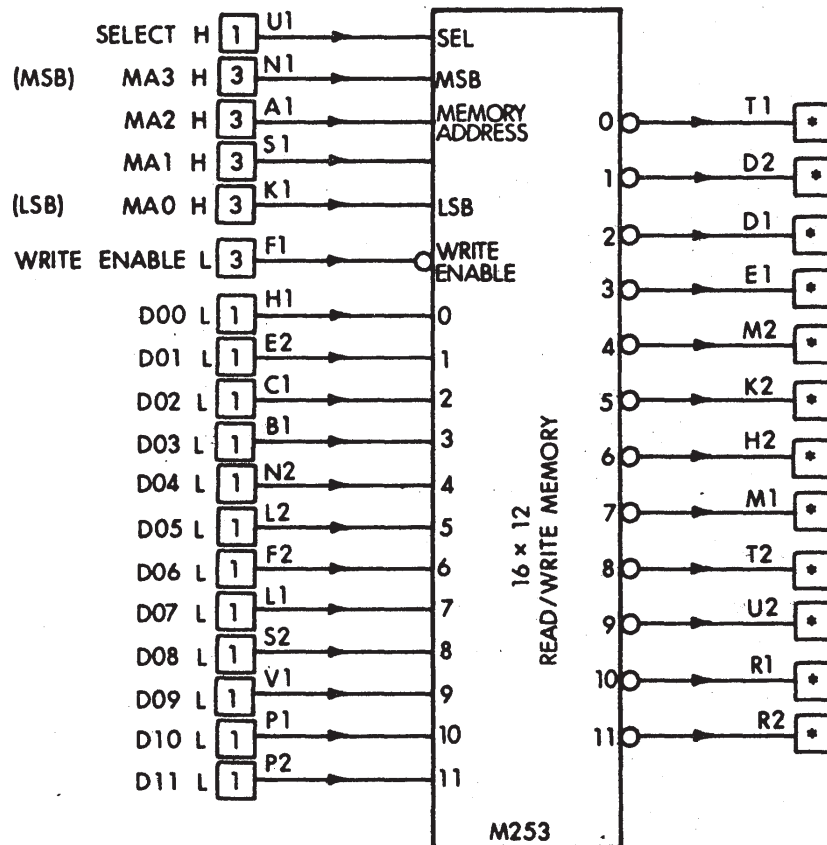 SELECT H 1 U1 SEL
(MSB) MA3 H 3 N1 MSB
MA2 H 3 A1 MEMORY ADDRESS
MA1 H 3 S1
(LSB) MA0 H 3 K1 LSB
WRITE ENABLE L 3 F1 WRITE ENABLE
D00 L 1 H1 0
D01 L 1 E2 1
D02 L 1 C1 2
D03 L 1 B1 3
D04 L 1 N2 4
D05 L 1 L2 5
D06 L 1 F2 6
D07 L 1 L1 7
D08 L 1 S2 8
D09 L 1 V1 9
D10 L 1 P1 10
D11 L 1 P2 11
16 × 12
READ/WRITE MEMORY
0 T1 *
1 D2 *
2 D1 *
3 E1 *
4 M2 *
5 K2 *
6 H2 *
7 M1 *
8 T2 *
9 U2 *
10 R1 *
11 R2 *
M253